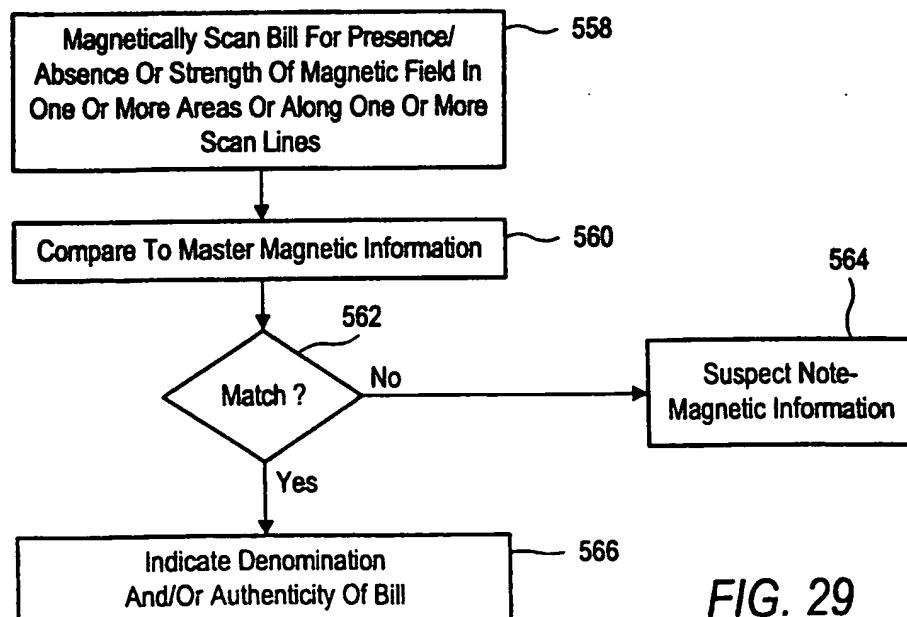 Magnetically Scan Bill For Presence/
Absence Or Strength Of Magnetic Field In
One Or More Areas Or Along One Or More
Scan Lines
558
Compare To Master Magnetic Information
560
562
564
Match ?
No
Suspect Note-
Magnetic Information
Yes
Indicate Denomination
And/Or Authenticity Of Bill
566
FIG. 29